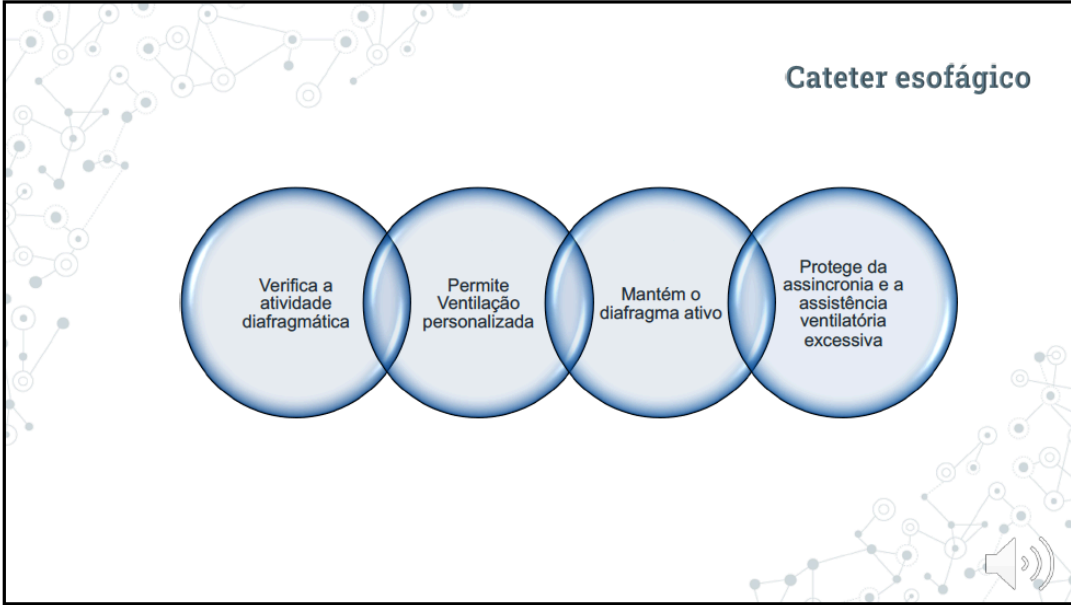 Cateter esofágico
Verifica a
atividade
diafragmática
Permite
Ventilação
personalizada
Mantém o
diafragma ativo
Protege da
assincronia e a
assistência
ventilatória
excessiva